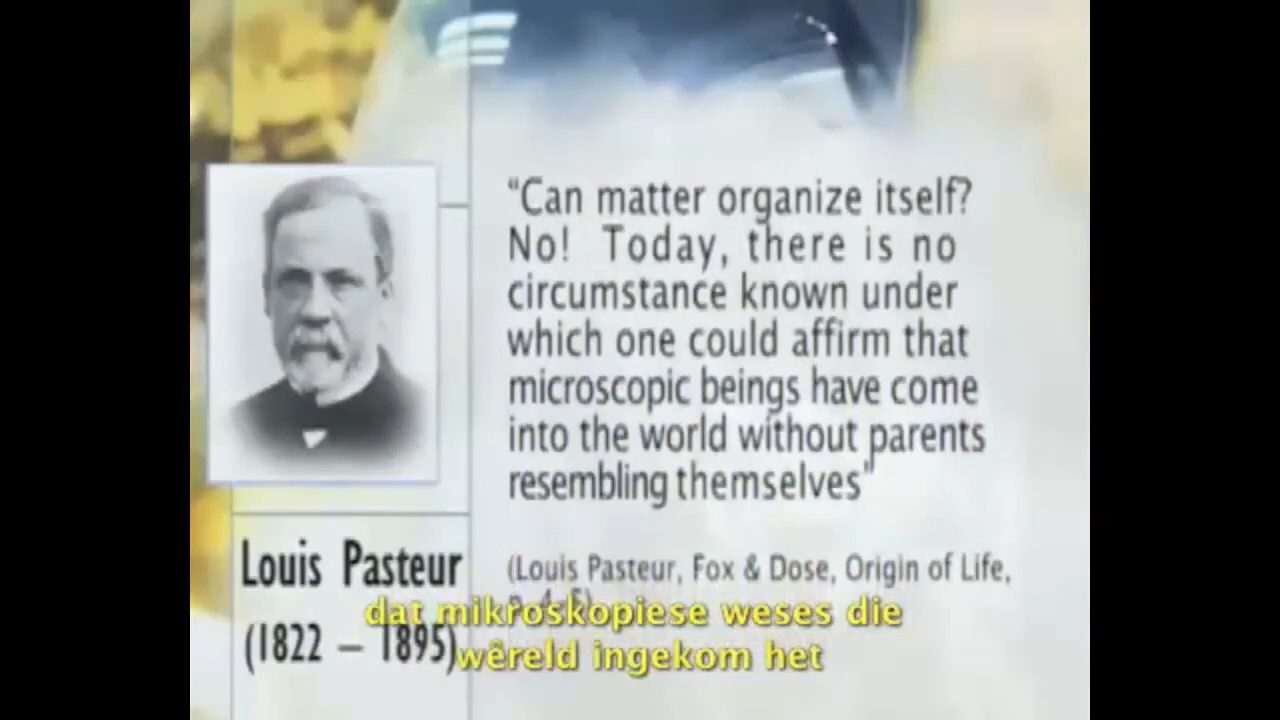 “Can matter organize itself?
No! Today, there is no
circumstance known under
which one could affirm that
microscopic beings have come
into the world without parents
resembling themselves”
(Louis Pasteur, Fox & Dose, Origin of Life,
Louis Pasteur
(1822 – 1895)
dat mikroskopiese weses die
wêreld ingekom het